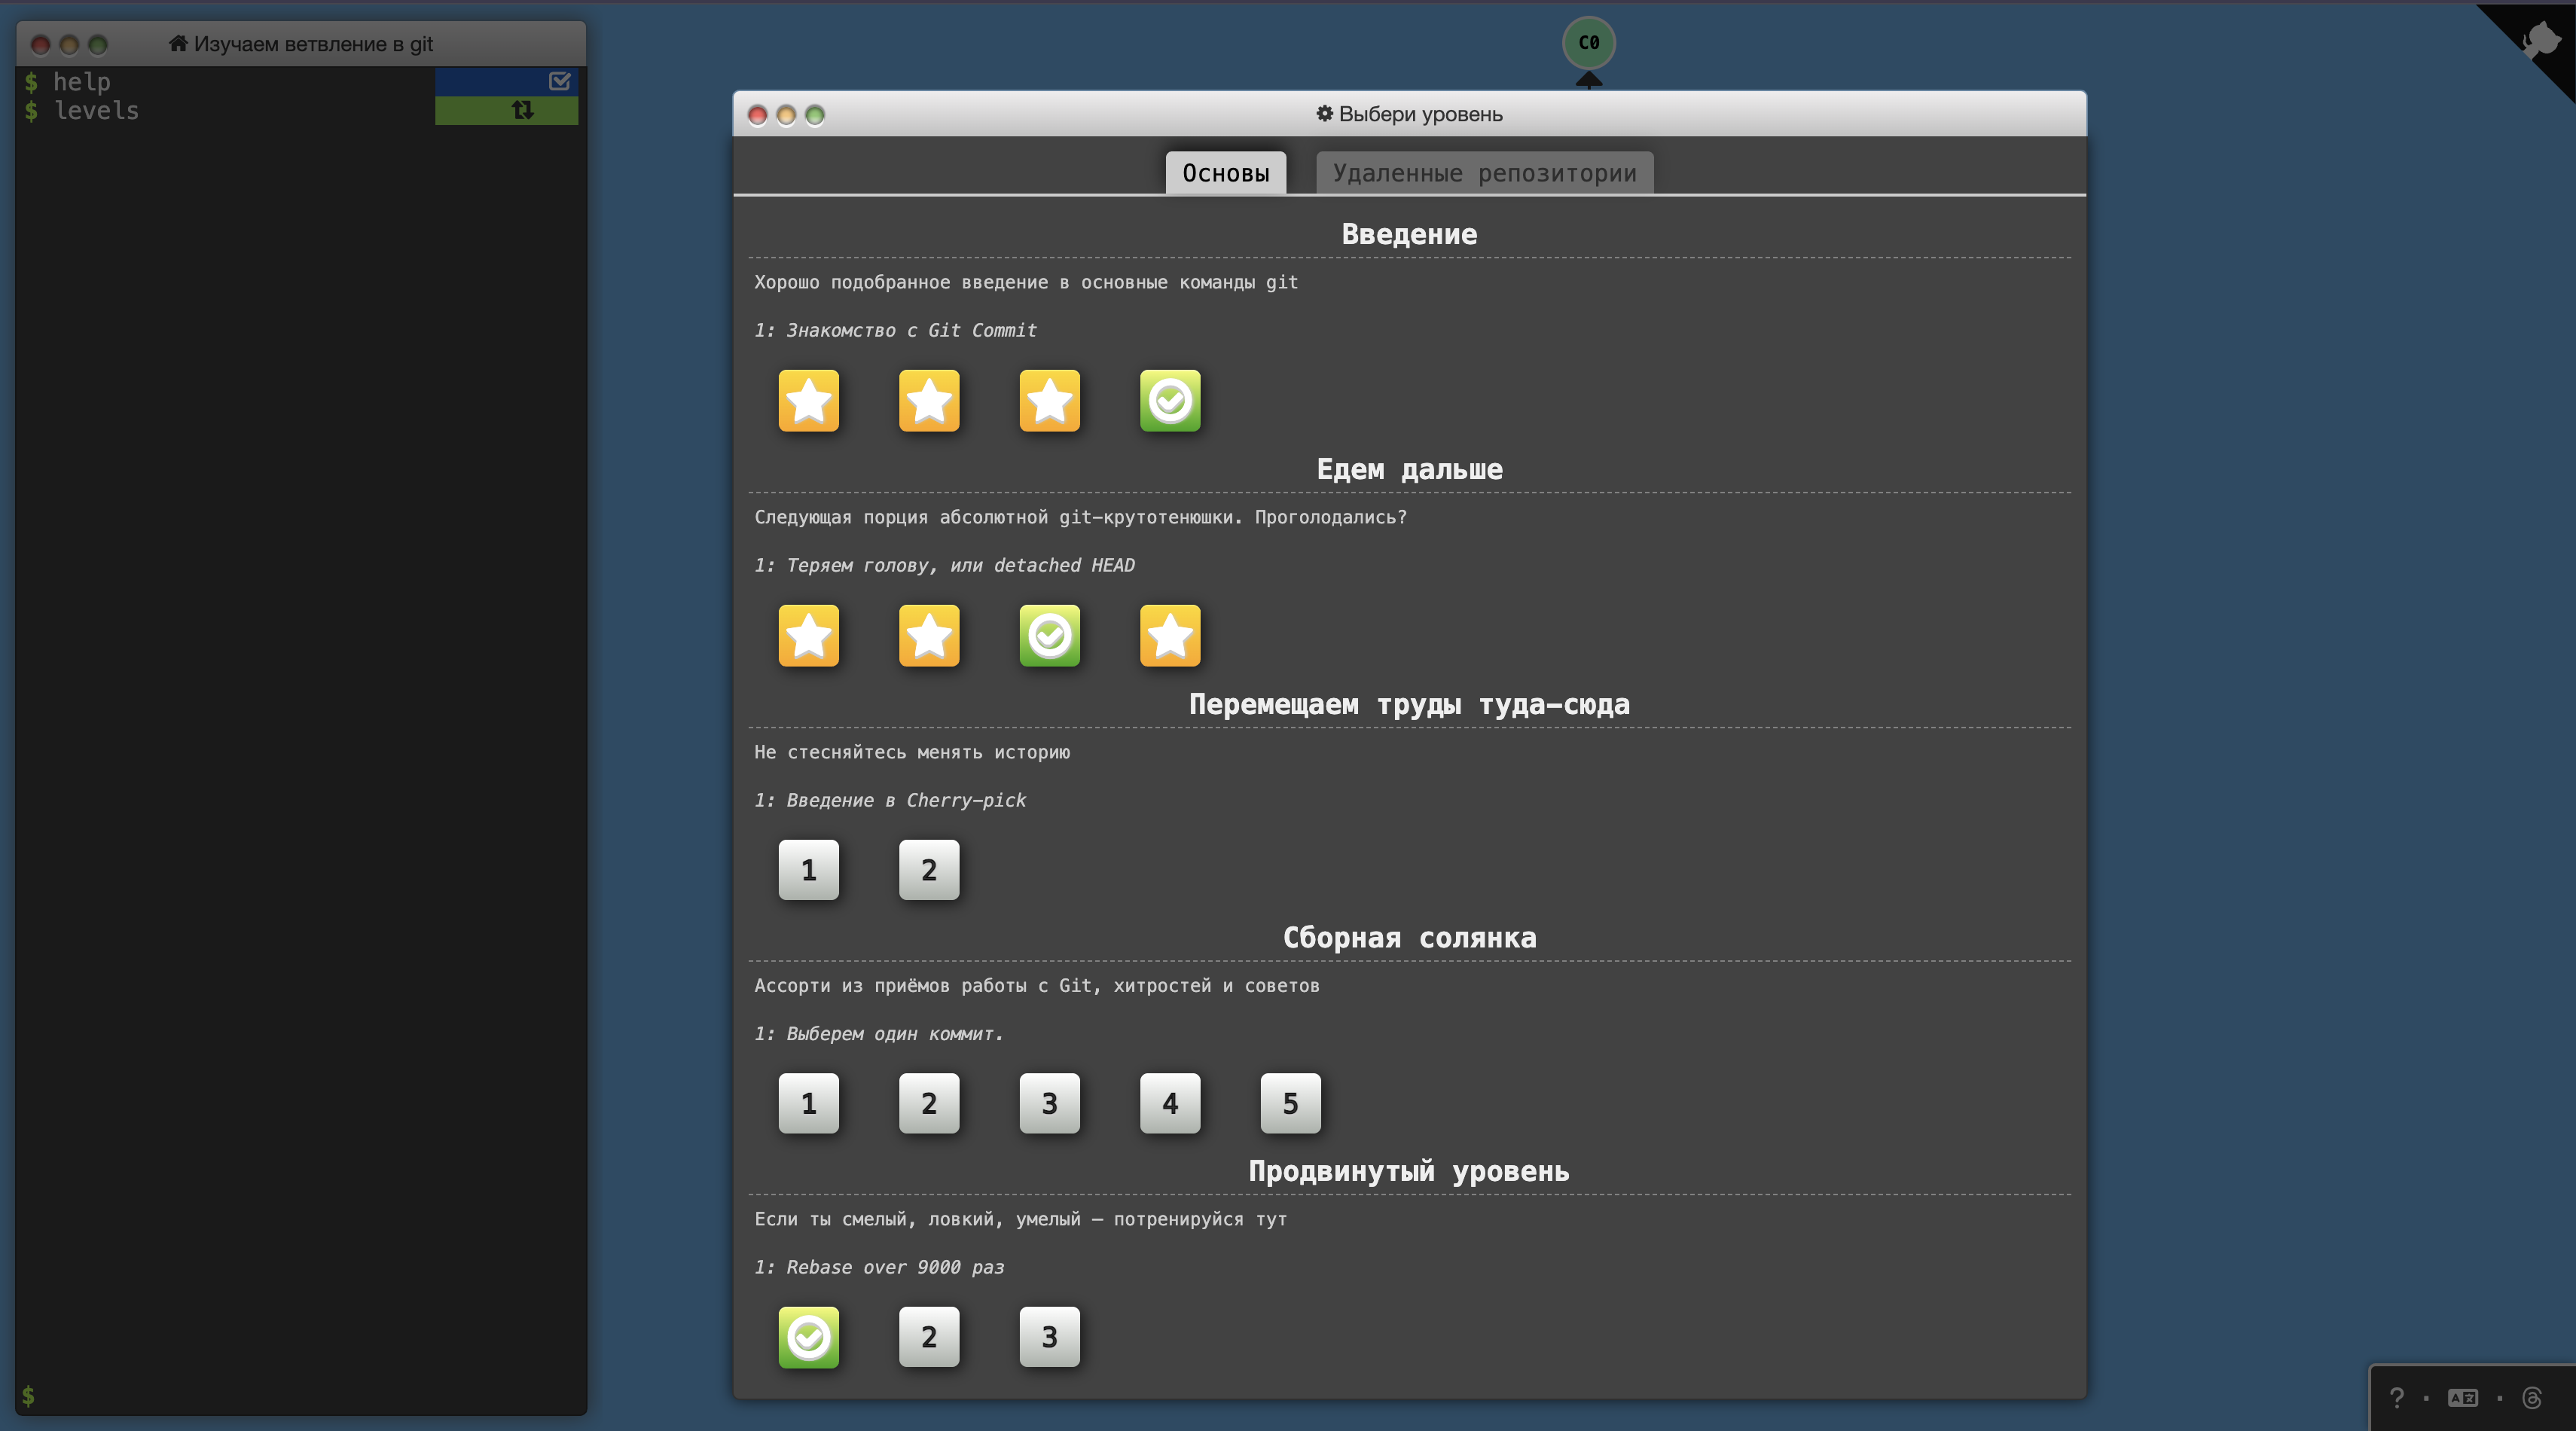 Изучаем ветвление в git
$ help
$ levels
$
C0
Выбери уровень
Основы
Удаленные репозитории
Введение
Хорошо подобранное введение в основные команды git
1: Знакомство с Git Commit
Едем дальше
Следующая порция абсолютной git-крутотенюшки. Проголодались?
1: Теряем голову, или detached HEAD
Перемещаем труды туда-сюда
Не стесняйтесь менять историю
1: Введение в Cherry-pick
1 2
Сборная солянка
Ассорти из приёмов работы с Git, хитростей и советов
1: Выберем один коммит.
1 2 3 4 5
Продвинутый уровень
Если ты смелый, ловкий, умелый — потренируйся тут
1: Rebase over 9000 раз
2 3
? · A文 ·